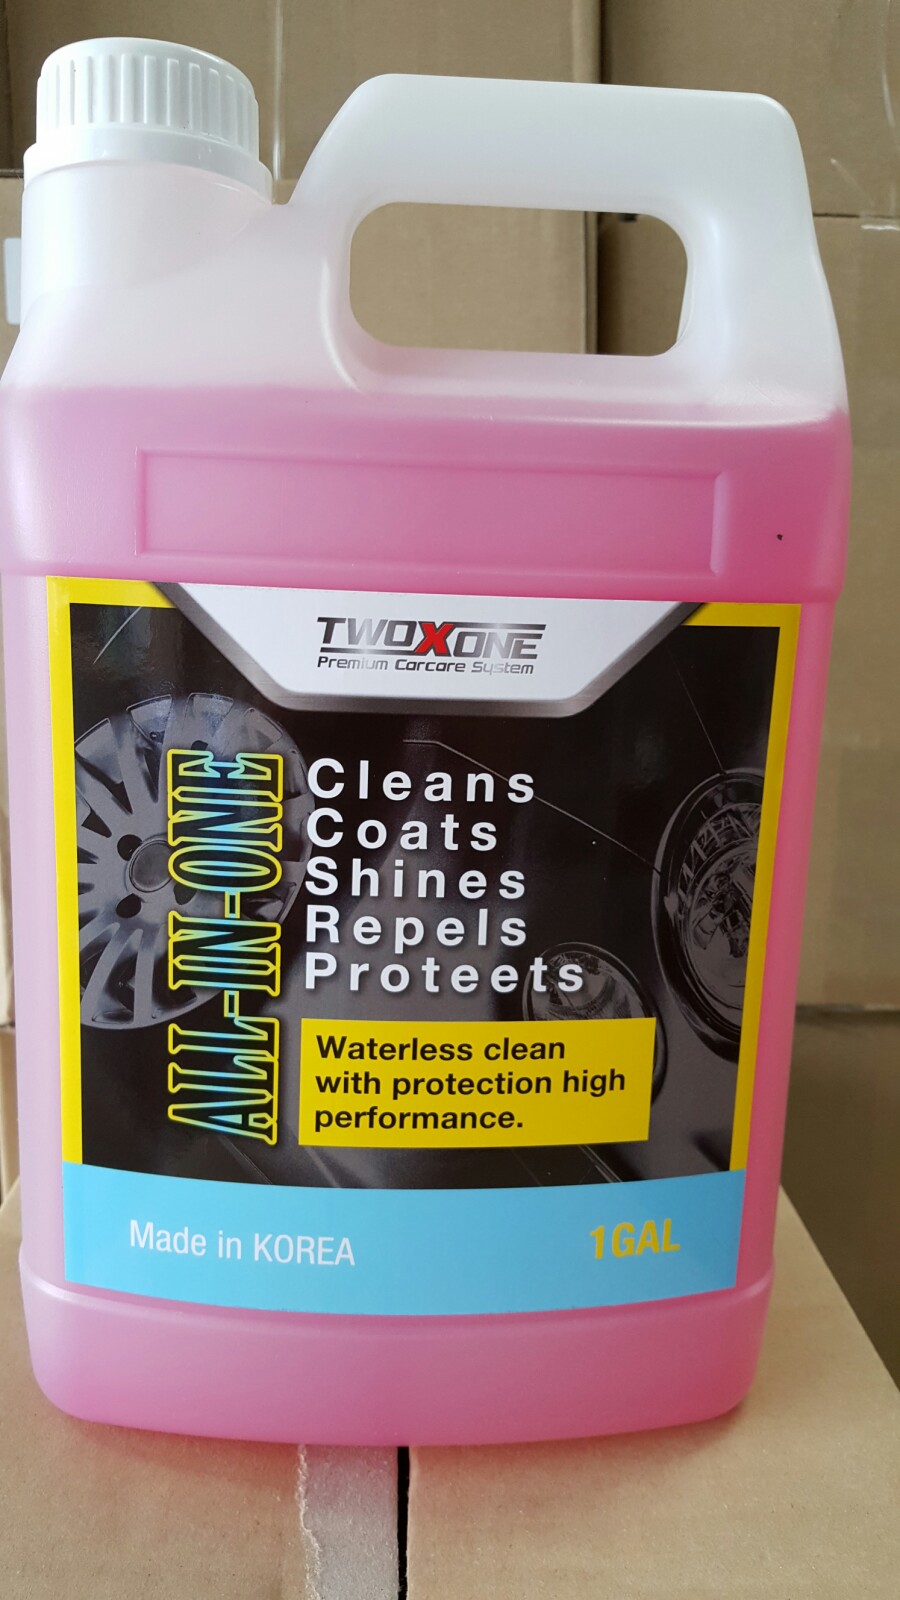 TWOXONE
Premium Carcare System
ALL-IN-ONE
Cleans
Coats
Shines
Repels
Proteets
Waterless clean
with protection high
performance.
Made in KOREA
1GAL